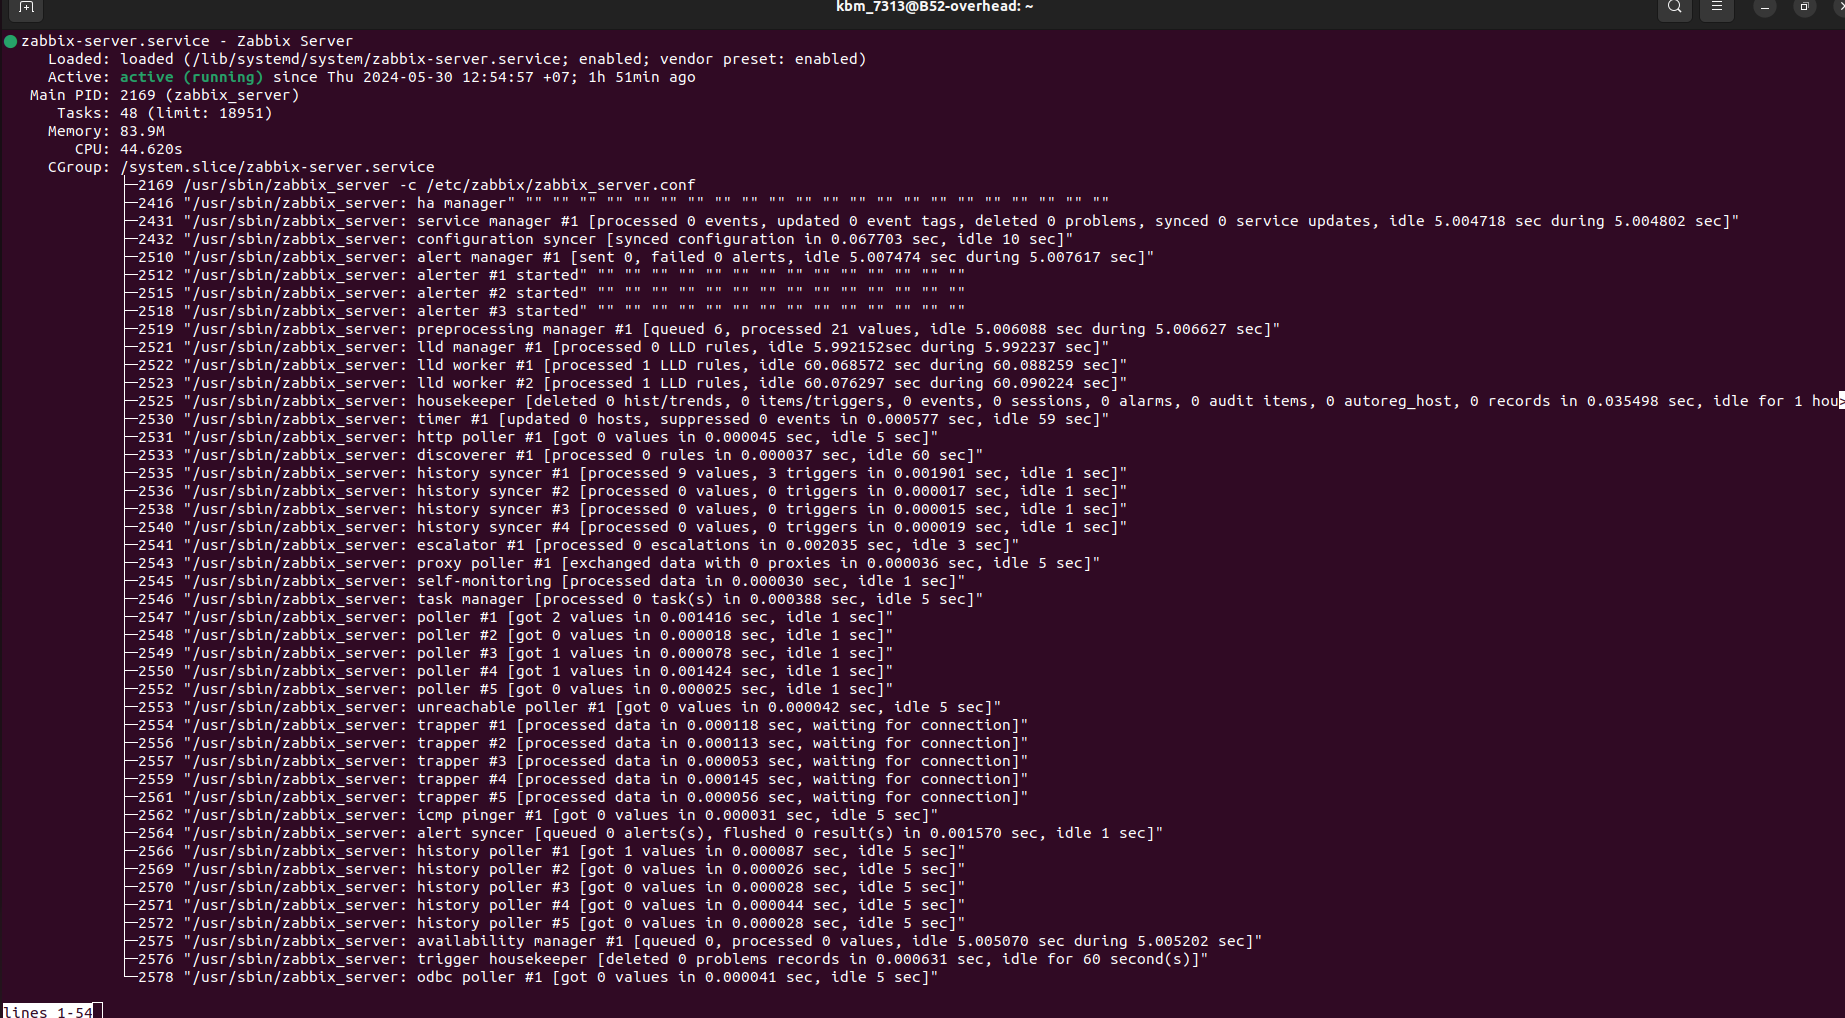 kbm_7313@B52-overhead: ~
zabbix-server.service - Zabbix Server
Loaded: loaded (/lib/systemd/system/zabbix-server.service; enabled; vendor preset: enabled)
Active: active (running) since Thu 2024-05-30 12:54:57 +07; 1h 51min ago
Main PID: 2169 (zabbix_server)
Tasks: 48 (limit: 18951)
Memory: 83.9M
CPU: 44.620s
CGroup: /system.slice/zabbix-server.service
├─2169 /usr/sbin/zabbix_server -c /etc/zabbix/zabbix_server.conf
├─2416 "/usr/sbin/zabbix_server: ha manager" "" "" "" "" "" "" "" "" "" "" "" "" "" "" "" "" "" "" "" "" "" ""
├─2431 "/usr/sbin/zabbix_server: service manager #1 [processed 0 events, updated 0 event tags, deleted 0 problems, synced 0 service updates, idle 5.004718 sec during 5.004802 sec]"
├─2432 "/usr/sbin/zabbix_server: configuration syncer [synced configuration in 0.067703 sec, idle 10 sec]"
├─2510 "/usr/sbin/zabbix_server: alert manager #1 [sent 0, failed 0 alerts, idle 5.007474 sec during 5.007617 sec]"
├─2512 "/usr/sbin/zabbix_server: alerter #1 started" "" "" "" "" "" "" "" "" "" "" "" "" "" ""
├─2515 "/usr/sbin/zabbix_server: alerter #2 started" "" "" "" "" "" "" "" "" "" "" "" "" "" ""
├─2518 "/usr/sbin/zabbix_server: alerter #3 started" "" "" "" "" "" "" "" "" "" "" "" "" "" ""
├─2519 "/usr/sbin/zabbix_server: preprocessing manager #1 [queued 6, processed 21 values, idle 5.006088 sec during 5.006627 sec]"
├─2521 "/usr/sbin/zabbix_server: lld manager #1 [processed 0 LLD rules, idle 5.992152sec during 5.992237 sec]"
├─2522 "/usr/sbin/zabbix_server: lld worker #1 [processed 1 LLD rules, idle 60.068572 sec during 60.088259 sec]"
├─2523 "/usr/sbin/zabbix_server: lld worker #2 [processed 1 LLD rules, idle 60.076297 sec during 60.090224 sec]"
├─2525 "/usr/sbin/zabbix_server: housekeeper [deleted 0 hist/trends, 0 items/triggers, 0 events, 0 sessions, 0 alarms, 0 audit items, 0 autoreg_host, 0 records in 0.035498 sec, idle for 1 hou>
├─2530 "/usr/sbin/zabbix_server: timer #1 [updated 0 hosts, suppressed 0 events in 0.000577 sec, idle 59 sec]"
├─2531 "/usr/sbin/zabbix_server: http poller #1 [got 0 values in 0.000045 sec, idle 5 sec]"
├─2533 "/usr/sbin/zabbix_server: discoverer #1 [processed 0 rules in 0.000037 sec, idle 60 sec]"
├─2535 "/usr/sbin/zabbix_server: history syncer #1 [processed 9 values, 3 triggers in 0.001901 sec, idle 1 sec]"
├─2536 "/usr/sbin/zabbix_server: history syncer #2 [processed 0 values, 0 triggers in 0.000017 sec, idle 1 sec]"
├─2538 "/usr/sbin/zabbix_server: history syncer #3 [processed 0 values, 0 triggers in 0.000015 sec, idle 1 sec]"
├─2540 "/usr/sbin/zabbix_server: history syncer #4 [processed 0 values, 0 triggers in 0.000019 sec, idle 1 sec]"
├─2541 "/usr/sbin/zabbix_server: escalator #1 [processed 0 escalations in 0.002035 sec, idle 3 sec]"
├─2543 "/usr/sbin/zabbix_server: proxy poller #1 [exchanged data with 0 proxies in 0.000036 sec, idle 5 sec]"
├─2545 "/usr/sbin/zabbix_server: self-monitoring [processed data in 0.000030 sec, idle 1 sec]"
├─2546 "/usr/sbin/zabbix_server: task manager [processed 0 task(s) in 0.000388 sec, idle 5 sec]"
├─2547 "/usr/sbin/zabbix_server: poller #1 [got 2 values in 0.001416 sec, idle 1 sec]"
├─2548 "/usr/sbin/zabbix_server: poller #2 [got 0 values in 0.000018 sec, idle 1 sec]"
├─2549 "/usr/sbin/zabbix_server: poller #3 [got 1 values in 0.000078 sec, idle 1 sec]"
├─2550 "/usr/sbin/zabbix_server: poller #4 [got 1 values in 0.001424 sec, idle 1 sec]"
├─2552 "/usr/sbin/zabbix_server: poller #5 [got 0 values in 0.000025 sec, idle 1 sec]"
├─2553 "/usr/sbin/zabbix_server: unreachable poller #1 [got 0 values in 0.000042 sec, idle 5 sec]"
├─2554 "/usr/sbin/zabbix_server: trapper #1 [processed data in 0.000118 sec, waiting for connection]"
├─2556 "/usr/sbin/zabbix_server: trapper #2 [processed data in 0.000113 sec, waiting for connection]"
├─2557 "/usr/sbin/zabbix_server: trapper #3 [processed data in 0.000053 sec, waiting for connection]"
├─2559 "/usr/sbin/zabbix_server: trapper #4 [processed data in 0.000145 sec, waiting for connection]"
├─2561 "/usr/sbin/zabbix_server: trapper #5 [processed data in 0.000056 sec, waiting for connection]"
├─2562 "/usr/sbin/zabbix_server: icmp pinger #1 [got 0 values in 0.000031 sec, idle 5 sec]"
├─2564 "/usr/sbin/zabbix_server: alert syncer [queued 0 alerts(s), flushed 0 result(s) in 0.001570 sec, idle 1 sec]"
├─2566 "/usr/sbin/zabbix_server: history poller #1 [got 1 values in 0.000087 sec, idle 5 sec]"
├─2569 "/usr/sbin/zabbix_server: history poller #2 [got 0 values in 0.000026 sec, idle 5 sec]"
├─2570 "/usr/sbin/zabbix_server: history poller #3 [got 0 values in 0.000028 sec, idle 5 sec]"
├─2571 "/usr/sbin/zabbix_server: history poller #4 [got 0 values in 0.000044 sec, idle 5 sec]"
├─2572 "/usr/sbin/zabbix_server: history poller #5 [got 0 values in 0.000028 sec, idle 5 sec]"
├─2575 "/usr/sbin/zabbix_server: availability manager #1 [queued 0, processed 0 values, idle 5.005070 sec during 5.005202 sec]"
├─2576 "/usr/sbin/zabbix_server: trigger housekeeper [deleted 0 problems records in 0.000631 sec, idle for 60 second(s)]"
└─2578 "/usr/sbin/zabbix_server: odbc poller #1 [got 0 values in 0.000041 sec, idle 5 sec]"
lines 1-54